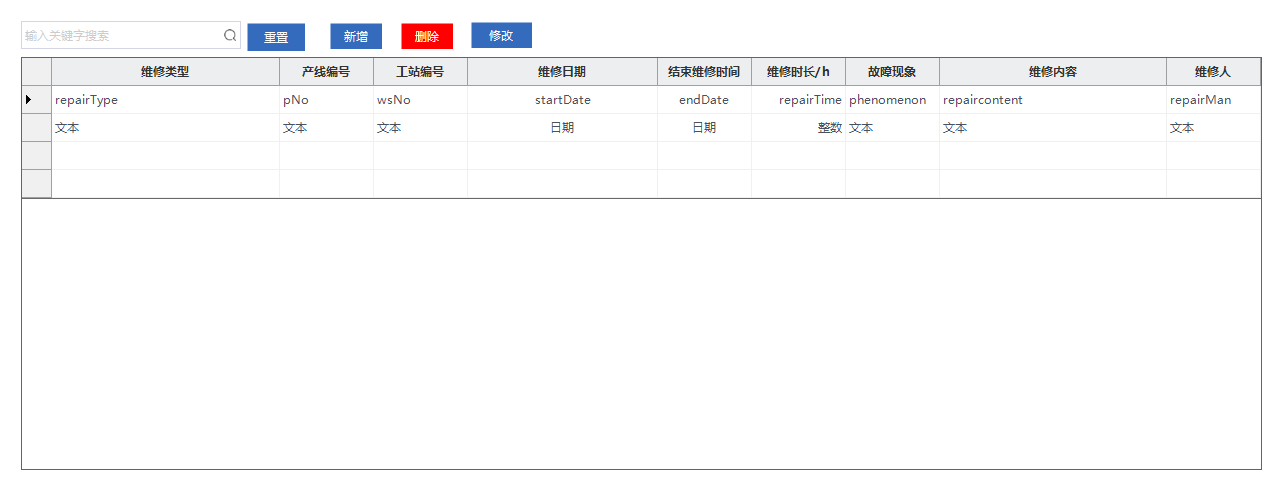 输入关键字搜索 重置 新增 删除 修改
维修类型 产线编号 工站编号 维修日期 结束维修时间 维修时长/h 故障现象 维修内容 维修人
repairType pNo wsNo startDate endDate repairTime phenomenon repaircontent repairMan
文本 文本 文本 日期 日期 整数 文本 文本 文本